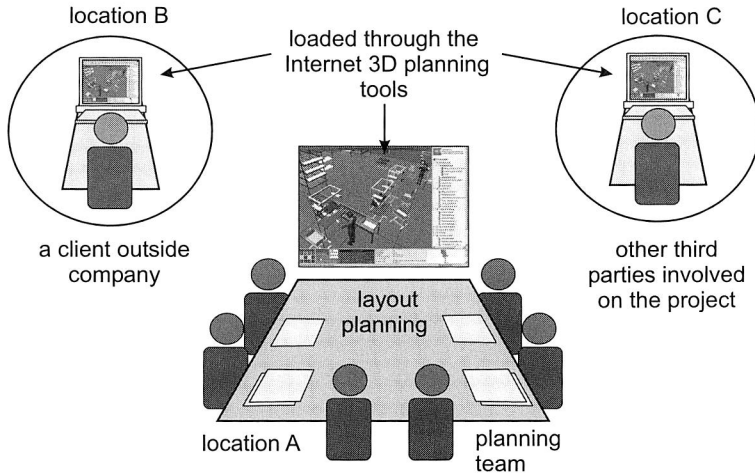 location B
location C
loaded through the
Internet 3D planning
tools
a client outside
company
other third
parties involved
on the project
layout
planning
location A
planning
team